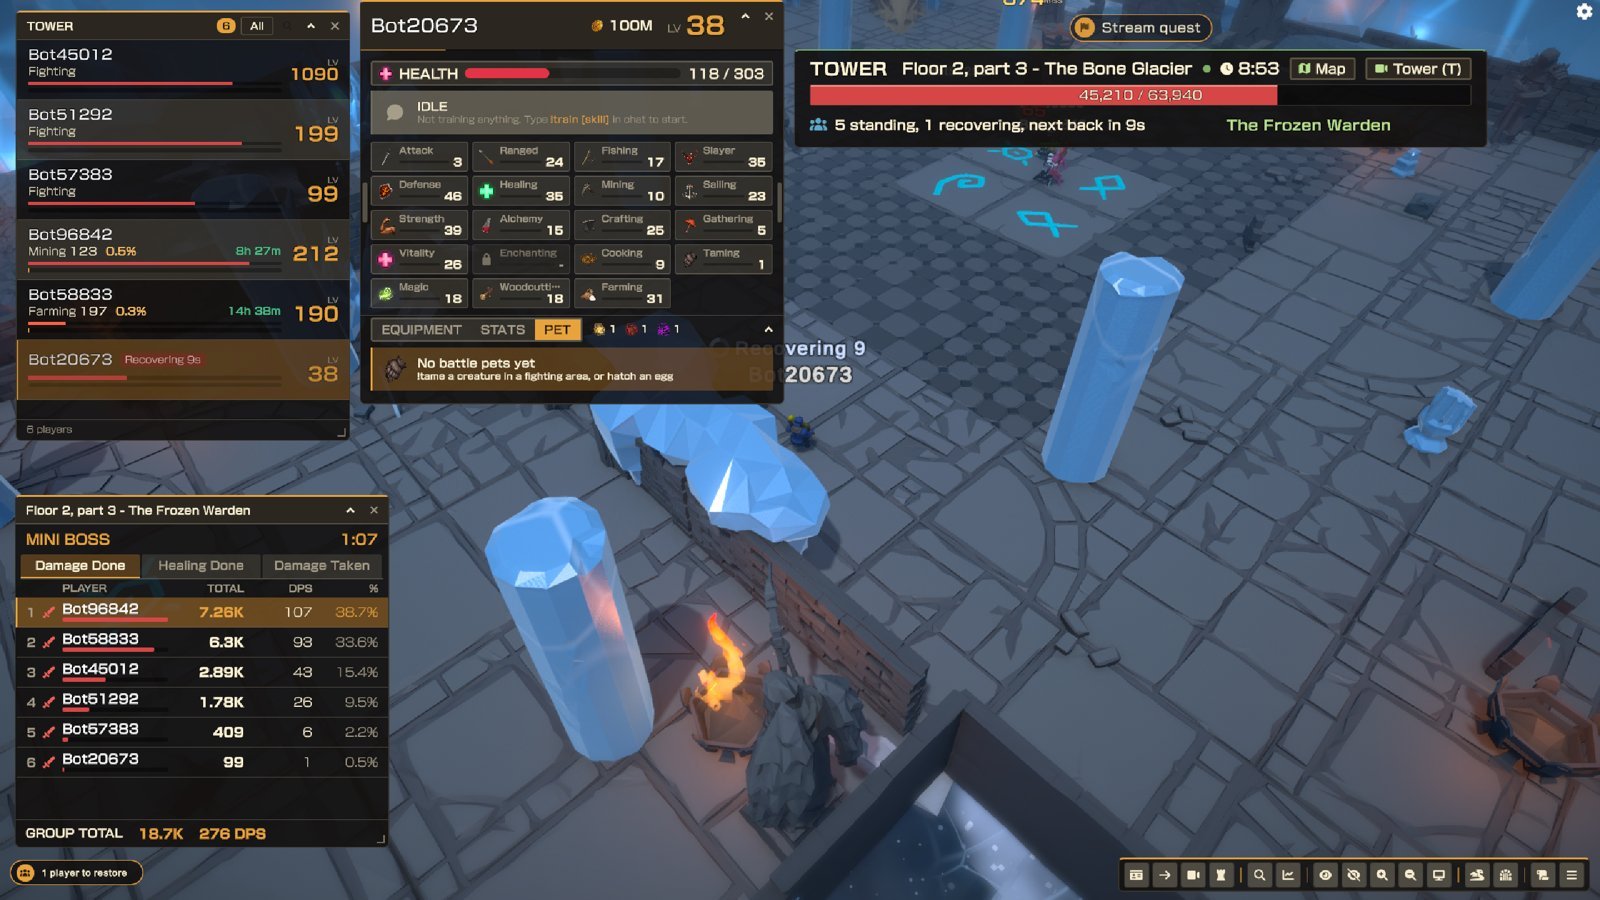 TOWER
6
All
Bot45012
Fighting
LV
1090
Bot51292
Fighting
LV
199
Bot57383
Fighting
LV
99
Bot96842
Mining 123 0.5%
8h 27m
LV
212
Bot58833
Farming 197 0.3%
14h 38m
LV
190
Bot20673 Recovering 9s
LV
38
6 players
Bot20673
100M
LV 38
HEALTH
118 / 303
IDLE
Not training anything. Type !train [skill] in chat to start.
Attack 3
Ranged 24
Fishing 17
Slayer 35
Defense 46
Healing 35
Mining 10
Sailing 23
Strength 39
Alchemy 15
Crafting 25
Gathering 5
Vitality 26
Enchanting -
Cooking 9
Taming 1
Magic 18
Woodcutti··· 18
Farming 31
EQUIPMENT STATS PET 1 1 1
No battle pets yet
!tame a creature in a fighting area, or hatch an egg
Stream quest
TOWER Floor 2, part 3 - The Bone Glacier 8:53 Map Tower (T)
45,210 / 63,940
5 standing, 1 recovering, next back in 9s
The Frozen Warden
Recovering 9
Bot20673
Floor 2, part 3 - The Frozen Warden
MINI BOSS 1:07
Damage Done Healing Done Damage Taken
PLAYER TOTAL DPS %
1 Bot96842 7.26K 107 38.7%
2 Bot58833 6.3K 93 33.6%
3 Bot45012 2.89K 43 15.4%
4 Bot51292 1.78K 26 9.5%
5 Bot57383 409 6 2.2%
6 Bot20673 99 1 0.5%
GROUP TOTAL 18.7K 276 DPS
1 player to restore